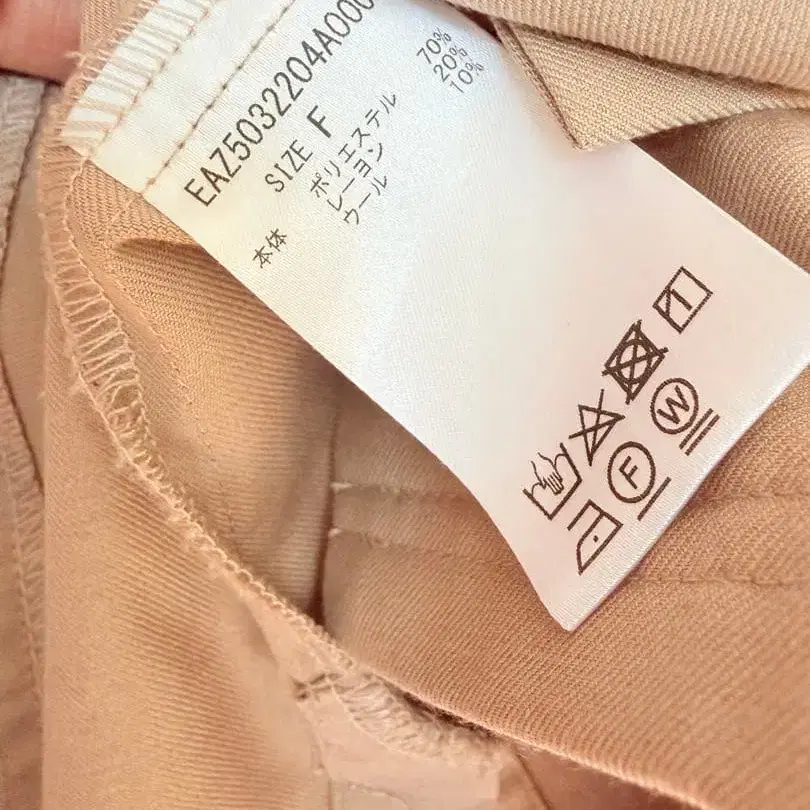 EAZ5032204A000
SIZE F
本体 ポリエステル 70%
レーヨン 20%
ウール 10%
F
W